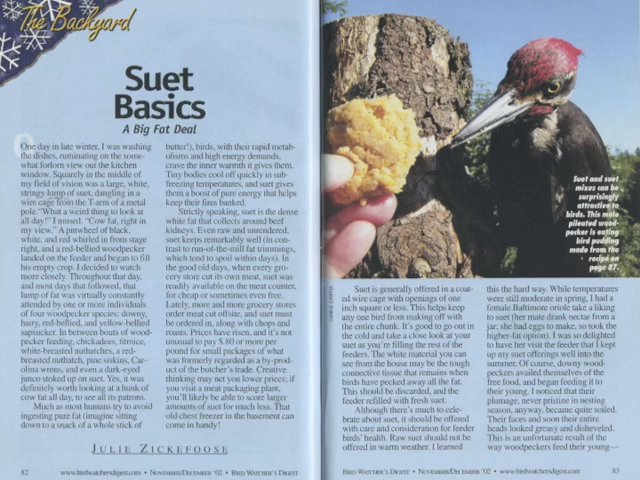 The Backyard
Suet
Basics
A Big Fat Deal
One day in late winter, I was washing
the dishes, ruminating on the some-
what forlorn view out the kitchen
window. Squarely in the middle of
my field of vision was a large, white,
stringy lump of suet, dangling in a
wire cage from the T-arm of a metal
pole. "What a weird thing to look at
all day!" I mused. "Cow fat, right in
my view." A pinwheel of black,
white, and red whirled in from stage
right, and a red-bellied woodpecker
landed on the feeder and began to fill
his empty crop. I decided to watch
more closely. Throughout that day,
and most days that followed, that
lump of fat was virtually constantly
attended by one or more individuals
of four woodpecker species: downy,
hairy, red-bellied, and yellow-bellied
sapsucker. In between bouts of wood-
pecker feeding, chickadees, titmice,
white-breasted nuthatches, a red-
breasted nuthatch, pine siskins, Car-
olina wrens, and even a dark-eyed
junco stoked up on suet. Yes, it was
definitely worth looking at a hunk of
cow fat all day, to see all its patrons.
Much as most humans try to avoid
ingesting pure fat (imagine sitting
down to a snack of a whole stick of
butter!), birds, with their rapid metab-
olisms and high energy demands,
crave the inner warmth it gives them.
Tiny bodies cool off quickly in sub-
freezing temperatures, and suet gives
them a boost of pure energy that helps
keep their fires banked.
Strictly speaking, suet is the dense
white fat that collects around beef
kidneys. Even raw and unrendered,
suet keeps remarkably well (in con-
trast to run-of-the-mill fat trimmings,
which tend to spoil within days). In
the good old days, when every gro-
cery store cut its own meat, suet was
readily available on the meat counter,
for cheap or sometimes even free.
Lately, more and more grocery stores
order meat cut offsite, and suet must
be ordered in, along with chops and
roasts. Prices have risen, and it's not
unusual to pay $.80 or more per
pound for small packages of what
was formerly regarded as a by-prod-
uct of the butcher's trade. Creative
thinking may net you lower prices; if
you visit a meat packaging plant,
you'll likely be able to score larger
amounts of suet for much less. That
old chest freezer in the basement can
come in handy!
Julie Zickefoose
82 www.birdwatchersdigest.com • November/December '02 • Bird Watcher's Digest
Suet and suet
mixes can be
surprisingly
attractive to
birds. This male
pileated wood-
pecker is eating
bird pudding
made from the
recipe on
page 87.
Suet is generally offered in a coat-
ed wire cage with openings of one
inch square or less. This helps keep
any one bird from making off with
the entire chunk. It's good to go out in
the cold and take a close look at your
suet as you're filling the rest of the
feeders. The white material you can
see from the house may be the tough
connective tissue that remains when
birds have pecked away all the fat.
This should be discarded, and the
feeder refilled with fresh suet.
Although there's much to cele-
brate about suet, it should be offered
with care and consideration for feeder
birds' health. Raw suet should not be
offered in warm weather. I learned
this the hard way. While temperatures
were still moderate in spring, I had a
female Baltimore oriole take a liking
to suet (her mate drank nectar from a
jar; she had eggs to make, so took the
higher-fat option). I was so delighted
to have her visit the feeder that I kept
up my suet offerings well into the
summer. Of course, downy wood-
peckers availed themselves of the
free food, and began feeding it to
their young. I noticed that their
plumage, never pristine in nesting
season, anyway, became quite soiled.
Their faces and soon their entire
heads looked greasy and disheveled.
This is an unfortunate result of the
way woodpeckers feed their young—
Bird Watcher's Digest • November/December '02 • www.birdwatchersdigest.com 83